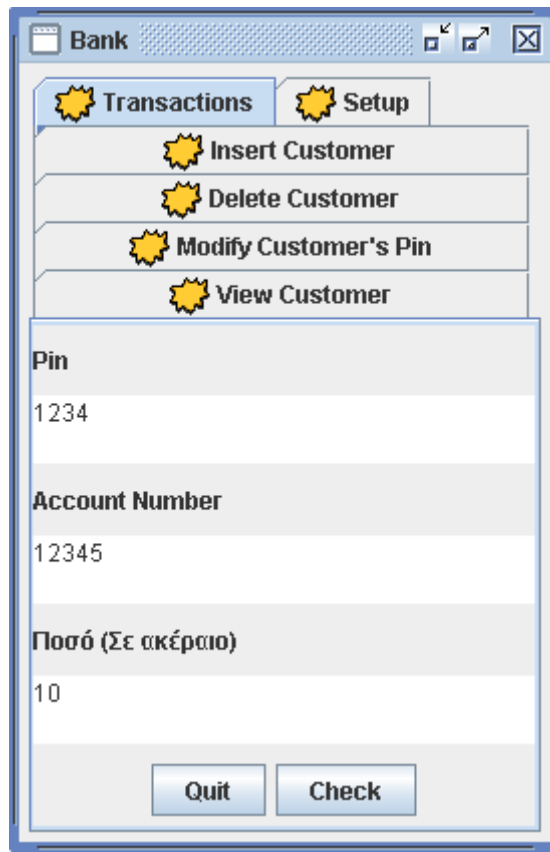 Bank
Transactions Setup
Insert Customer
Delete Customer
Modify Customer's Pin
View Customer
Pin
1234
Account Number
12345
Ποσό (Σε ακέραιο)
10
Quit Check